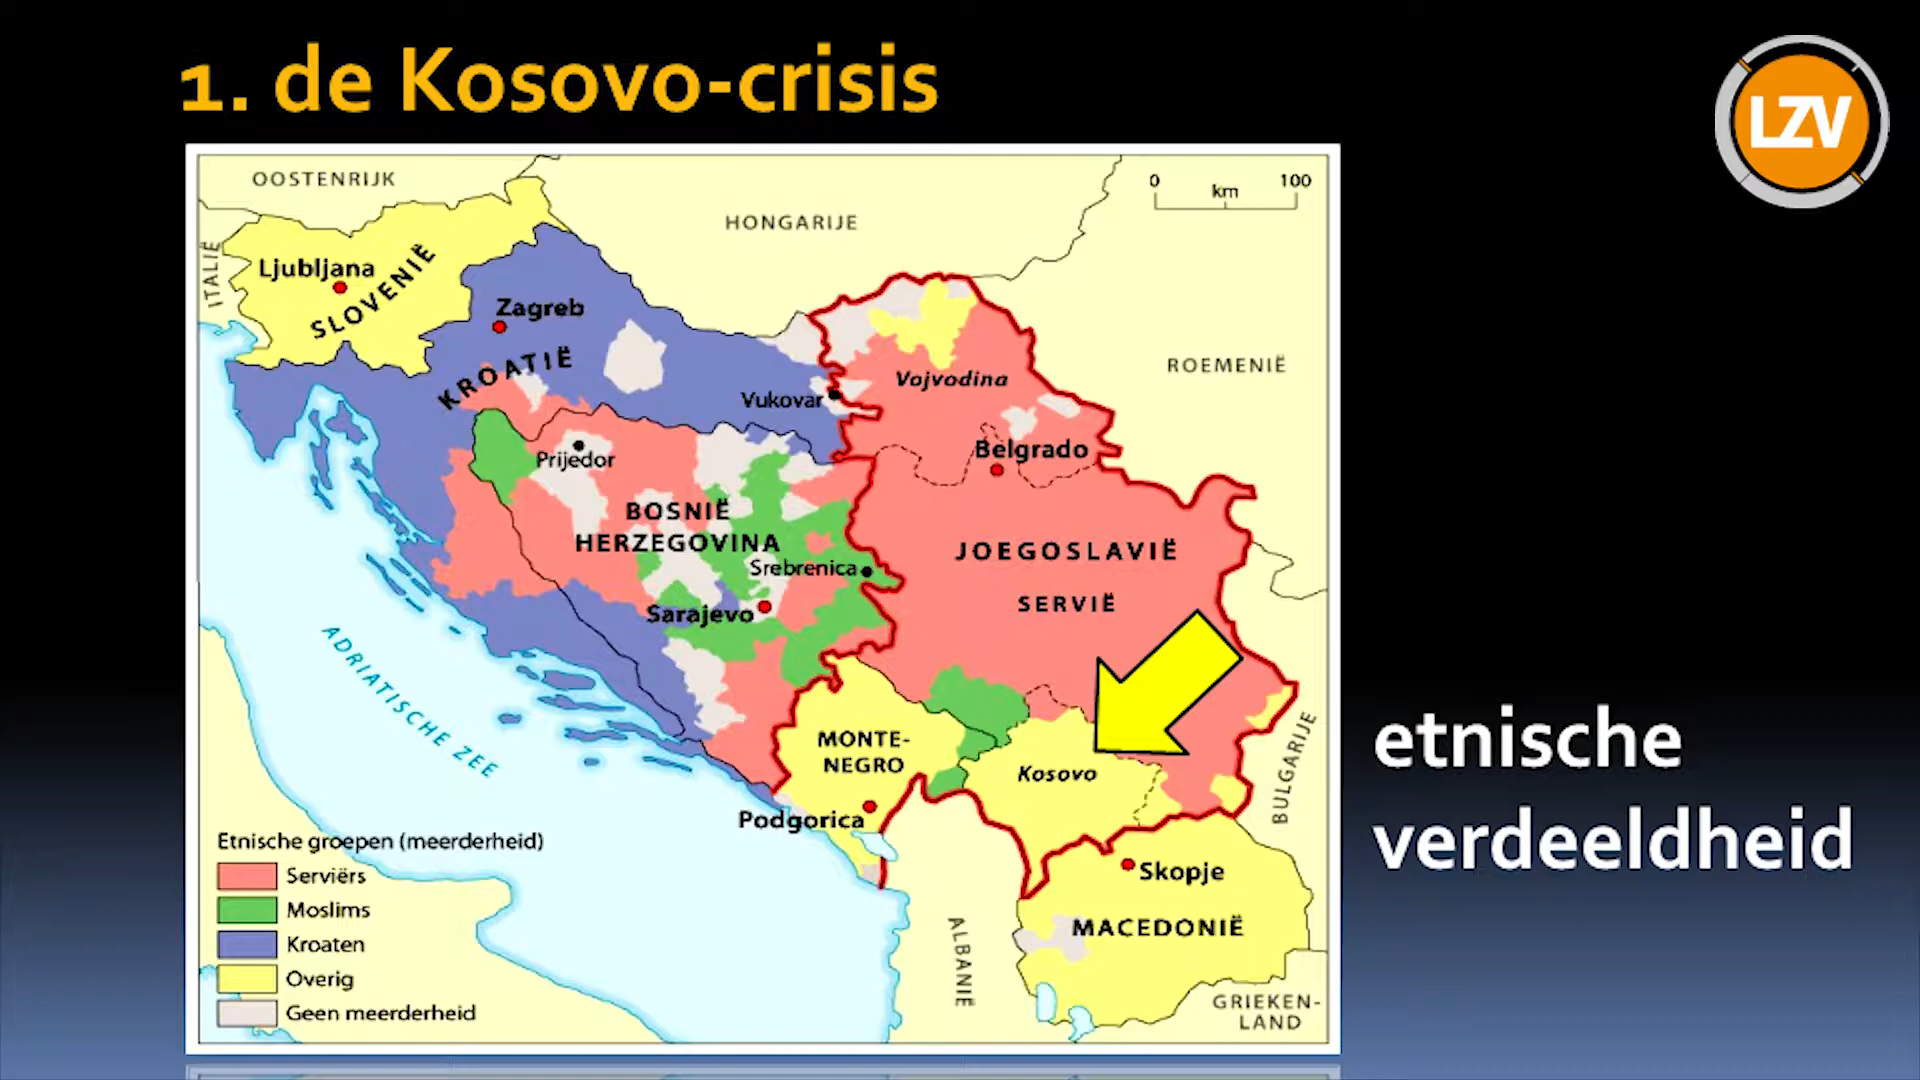 1. de Kosovo-crisis
LZV
OOSTENRIJK
HONGARIJE
0 km 100
ITALIË
Ljubljana
SLOVENIË
Zagreb
KROATIË
ROEMENIË
Vojvodina
Vukovar
Belgrado
Prijedor
BOSNIË
HERZEGOVINA
JOEGOSLAVIË
Srebrenica
SERVIË
Sarajevo
ADRIATISCHE ZEE
MONTE-
NEGRO
Kosovo
BULGARIJE
Podgorica
etnische
verdeeldheid
Skopje
MACEDONIË
ALBANIË
GRIEKEN-
LAND
Etnische groepen (meerderheid)
Serviërs
Moslims
Kroaten
Overig
Geen meerderheid